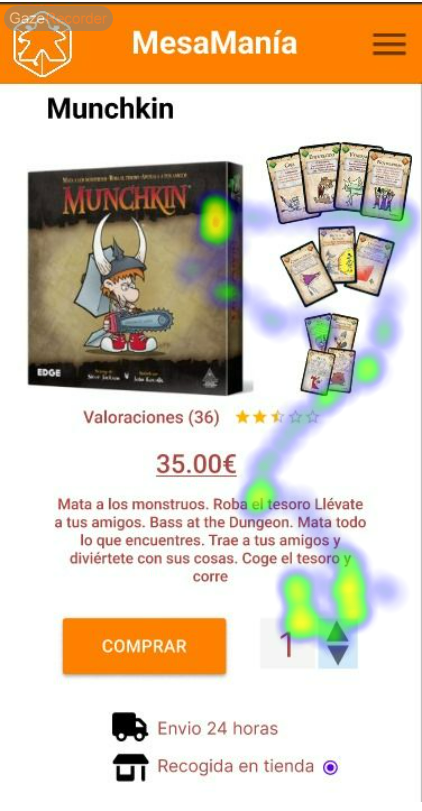 GazeRecorder
MesaManía
Munchkin
MUNCHKIN
EDGE
Valoraciones (36)
35.00€
Mata a los monstruos. Roba el tesoro Llévate
a tus amigos. Bass at the Dungeon. Mata todo
lo que encuentres. Trae a tus amigos y
diviértete con sus cosas. Coge el tesoro y
corre
COMPRAR
1
Envio 24 horas
Recogida en tienda